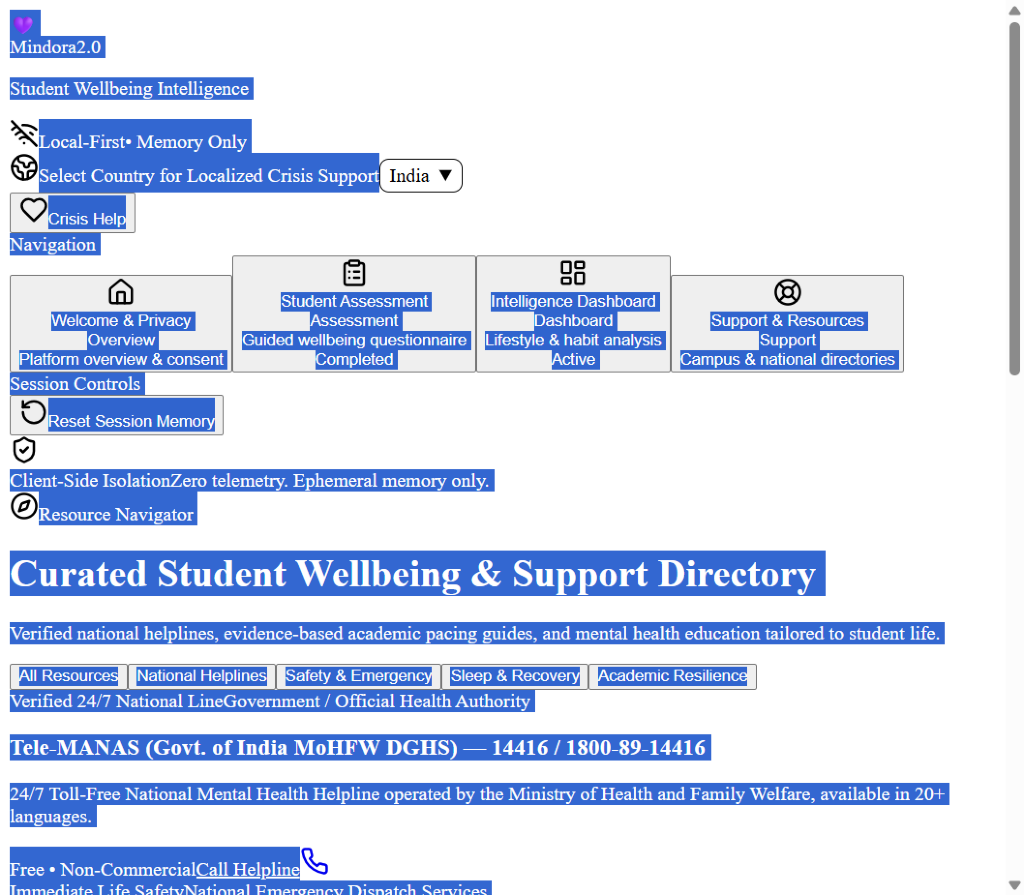 💜
Mindora2.0
Student Wellbeing Intelligence
Local-First• Memory Only
Select Country for Localized Crisis Support India ▼
Crisis Help
Navigation
Welcome & Privacy
Overview
Platform overview & consent
Student Assessment
Assessment
Guided wellbeing questionnaire
Completed
Intelligence Dashboard
Dashboard
Lifestyle & habit analysis
Active
Support & Resources
Support
Campus & national directories
Session Controls
Reset Session Memory
Client-Side IsolationZero telemetry. Ephemeral memory only.
Resource Navigator
Curated Student Wellbeing & Support Directory
Verified national helplines, evidence-based academic pacing guides, and mental health education tailored to student life.
All Resources National Helplines Safety & Emergency Sleep & Recovery Academic Resilience
Verified 24/7 National LineGovernment / Official Health Authority
Tele-MANAS (Govt. of India MoHFW DGHS) — 14416 / 1800-89-14416
24/7 Toll-Free National Mental Health Helpline operated by the Ministry of Health and Family Welfare, available in 20+
languages.
Free • Non-CommercialCall Helpline
Immediate Life SafetyNational Emergency Dispatch Services